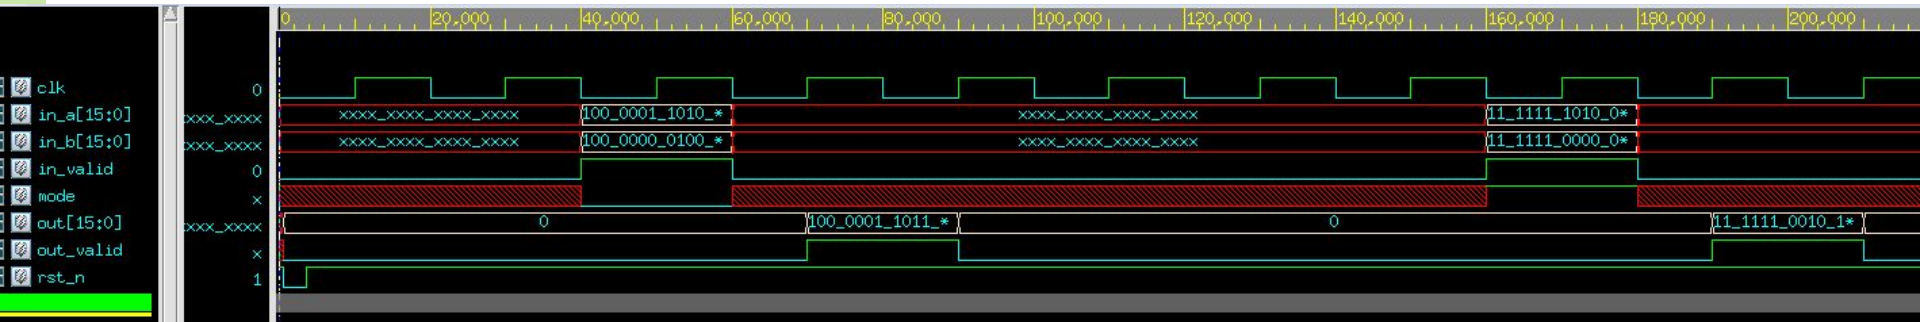 0 20,000 40,000 60,000 80,000 100,000 120,000 140,000 160,000 180,000 200,000
clk 0
in_a[15:0] xxx_xxxx xxxx_xxxx_xxxx_xxxx 100_0001_1010_* xxxx_xxxx_xxxx_xxxx 11_1111_1010_0*
in_b[15:0] xxx_xxxx xxxx_xxxx_xxxx_xxxx 100_0000_0100_* xxxx_xxxx_xxxx_xxxx 11_1111_0000_0*
in_valid 0
mode x
out[15:0] xxx_xxxx 0 100_0001_1011_* 0 11_1111_0010_1*
out_valid x
rst_n 1